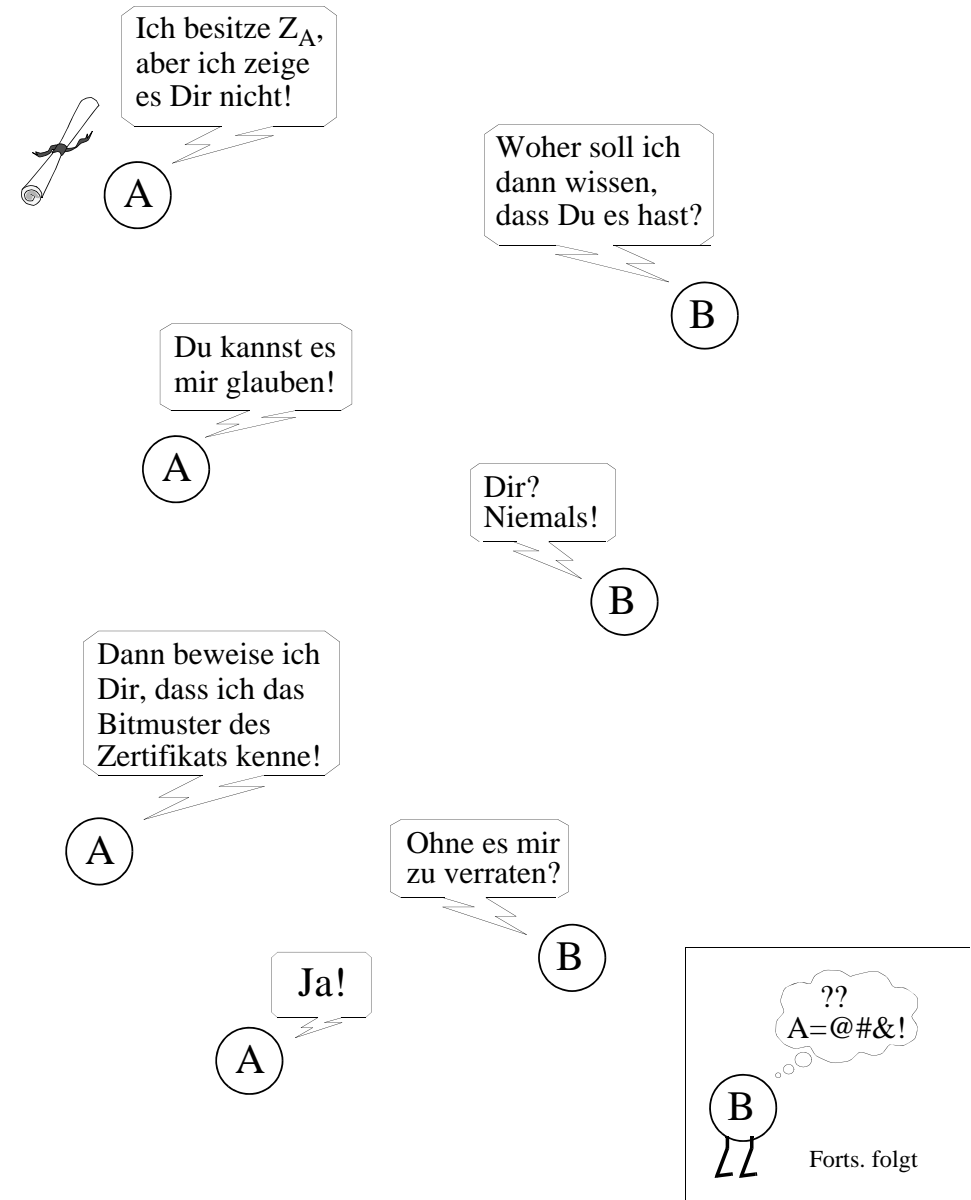 Ich besitze Z_A,
aber ich zeige
es Dir nicht!
A
Woher soll ich
dann wissen,
dass Du es hast?
B
Du kannst es
mir glauben!
A
Dir?
Niemals!
B
Dann beweise ich
Dir, dass ich das
Bitmuster des
Zertifikats kenne!
A
Ohne es mir
zu verraten?
B
Ja!
A
??
A=@#&!
B
Forts. folgt